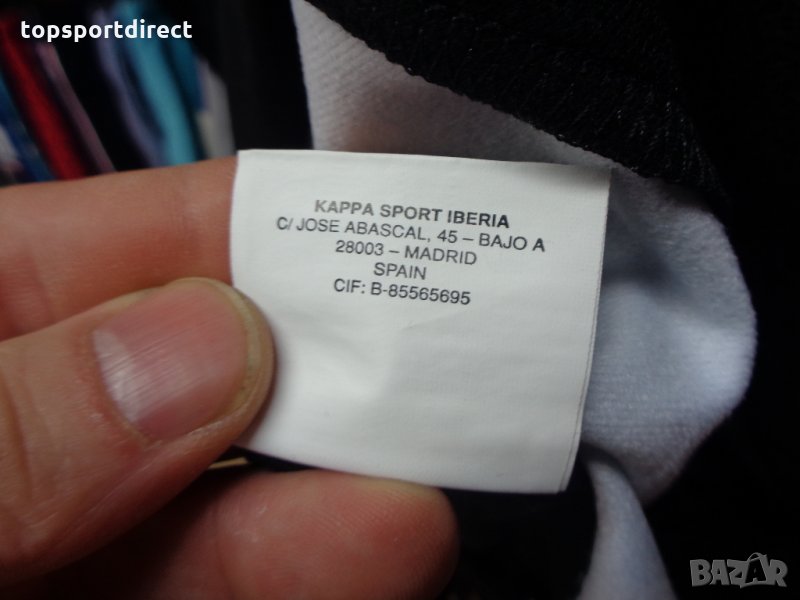 topsportdirect
KAPPA SPORT IBERIA
C/ JOSE ABASCAL, 45 – BAJO A
28003 – MADRID
SPAIN
CIF: B-85565695
BAZAR